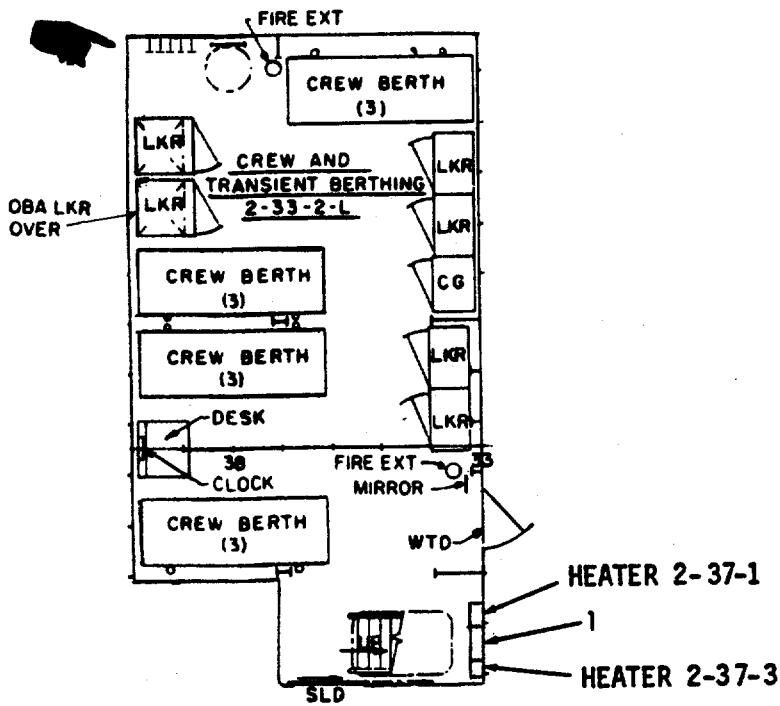 FIRE EXT
CREW BERTH
(3)
LKR
CREW AND
TRANSIENT BERTHING
2-33-2-L
LKR
LKR
OBA LKR
OVER
LKR
CG
CREW BERTH
(3)
CREW BERTH
(3)
LKR
LKR
DESK
38
CLOCK
FIRE EXT
33
MIRROR
CREW BERTH
(3)
WTD
HEATER 2-37-1
1
HEATER 2-37-3
SLD